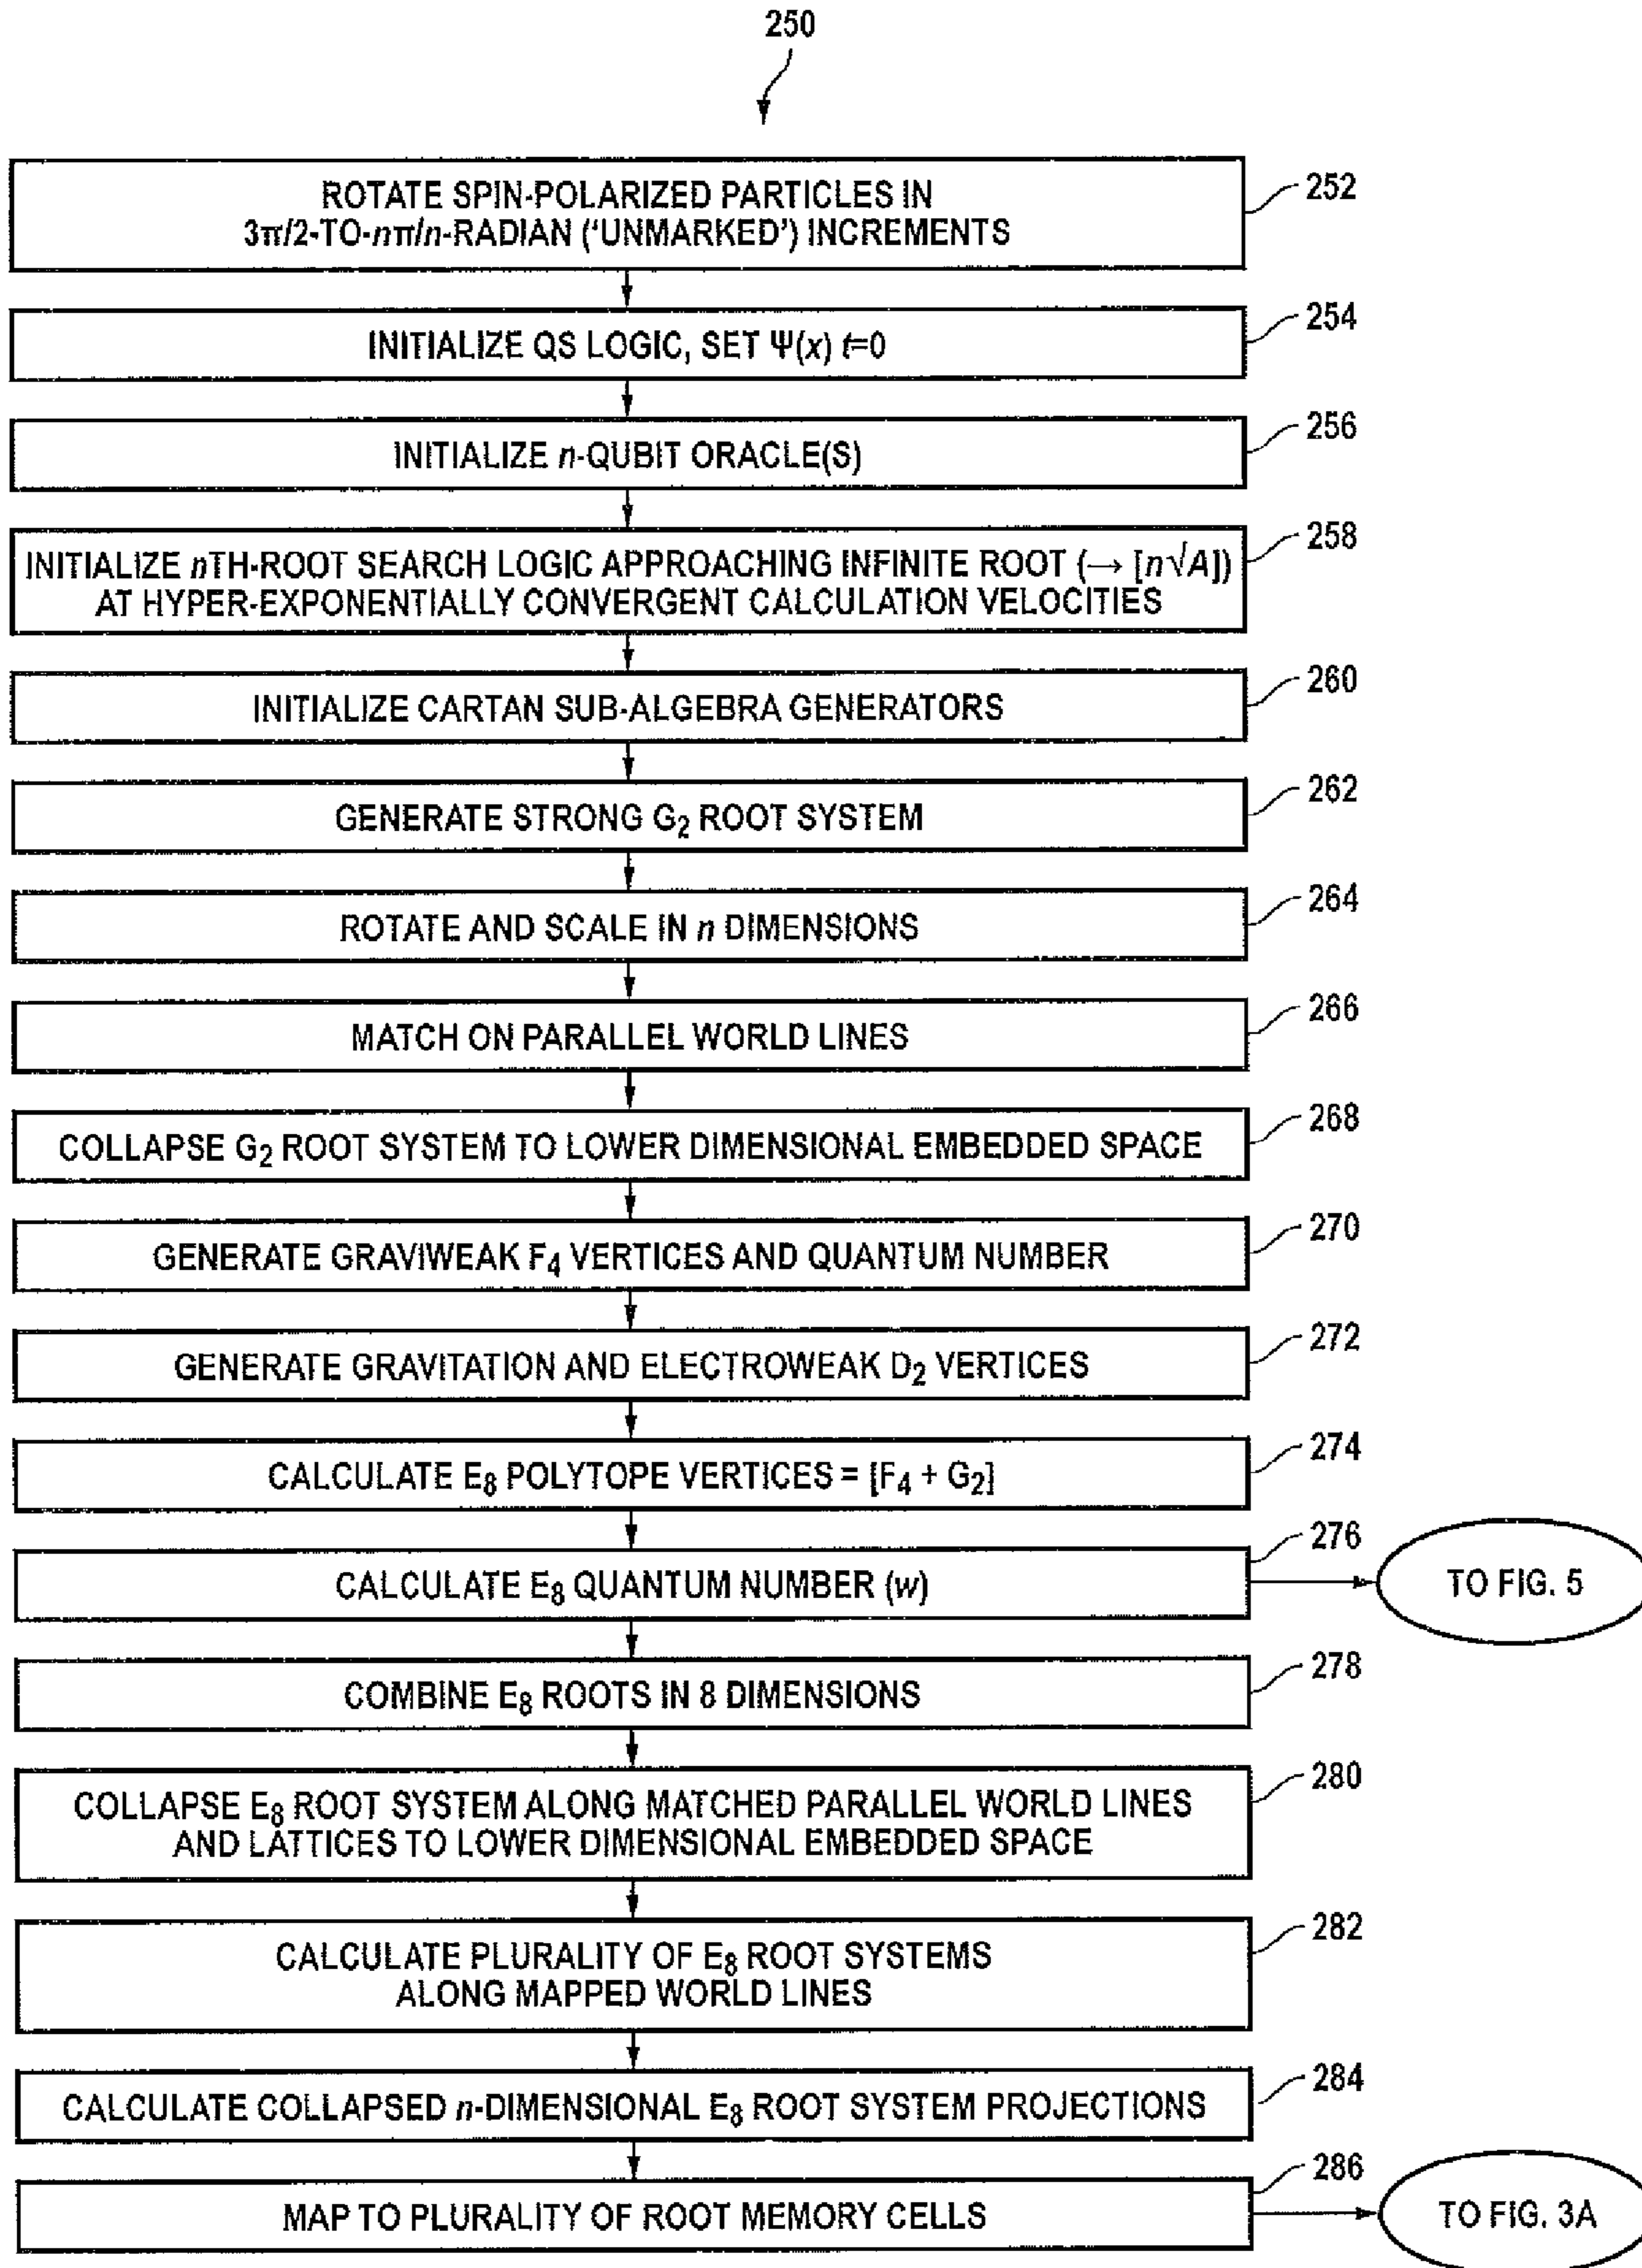 250
ROTATE SPIN-POLARIZED PARTICLES IN
3π/2-TO-nπ/n-RADIAN ('UNMARKED') INCREMENTS
252
INITIALIZE QS LOGIC, SET Ψ(x) t=0
254
INITIALIZE n-QUBIT ORACLE(S)
256
INITIALIZE nTH-ROOT SEARCH LOGIC APPROACHING INFINITE ROOT (→ [n√A])
AT HYPER-EXPONENTIALLY CONVERGENT CALCULATION VELOCITIES
258
INITIALIZE CARTAN SUB-ALGEBRA GENERATORS
260
GENERATE STRONG G₂ ROOT SYSTEM
262
ROTATE AND SCALE IN n DIMENSIONS
264
MATCH ON PARALLEL WORLD LINES
266
COLLAPSE G₂ ROOT SYSTEM TO LOWER DIMENSIONAL EMBEDDED SPACE
268
GENERATE GRAVIWEAK F₄ VERTICES AND QUANTUM NUMBER
270
GENERATE GRAVITATION AND ELECTROWEAK D₂ VERTICES
272
CALCULATE E₈ POLYTOPE VERTICES = [F₄ + G₂]
274
CALCULATE E₈ QUANTUM NUMBER (w)
276
TO FIG. 5
COMBINE E₈ ROOTS IN 8 DIMENSIONS
278
COLLAPSE E₈ ROOT SYSTEM ALONG MATCHED PARALLEL WORLD LINES
AND LATTICES TO LOWER DIMENSIONAL EMBEDDED SPACE
280
CALCULATE PLURALITY OF E₈ ROOT SYSTEMS
ALONG MAPPED WORLD LINES
282
CALCULATE COLLAPSED n-DIMENSIONAL E₈ ROOT SYSTEM PROJECTIONS
284
MAP TO PLURALITY OF ROOT MEMORY CELLS
286
TO FIG. 3A